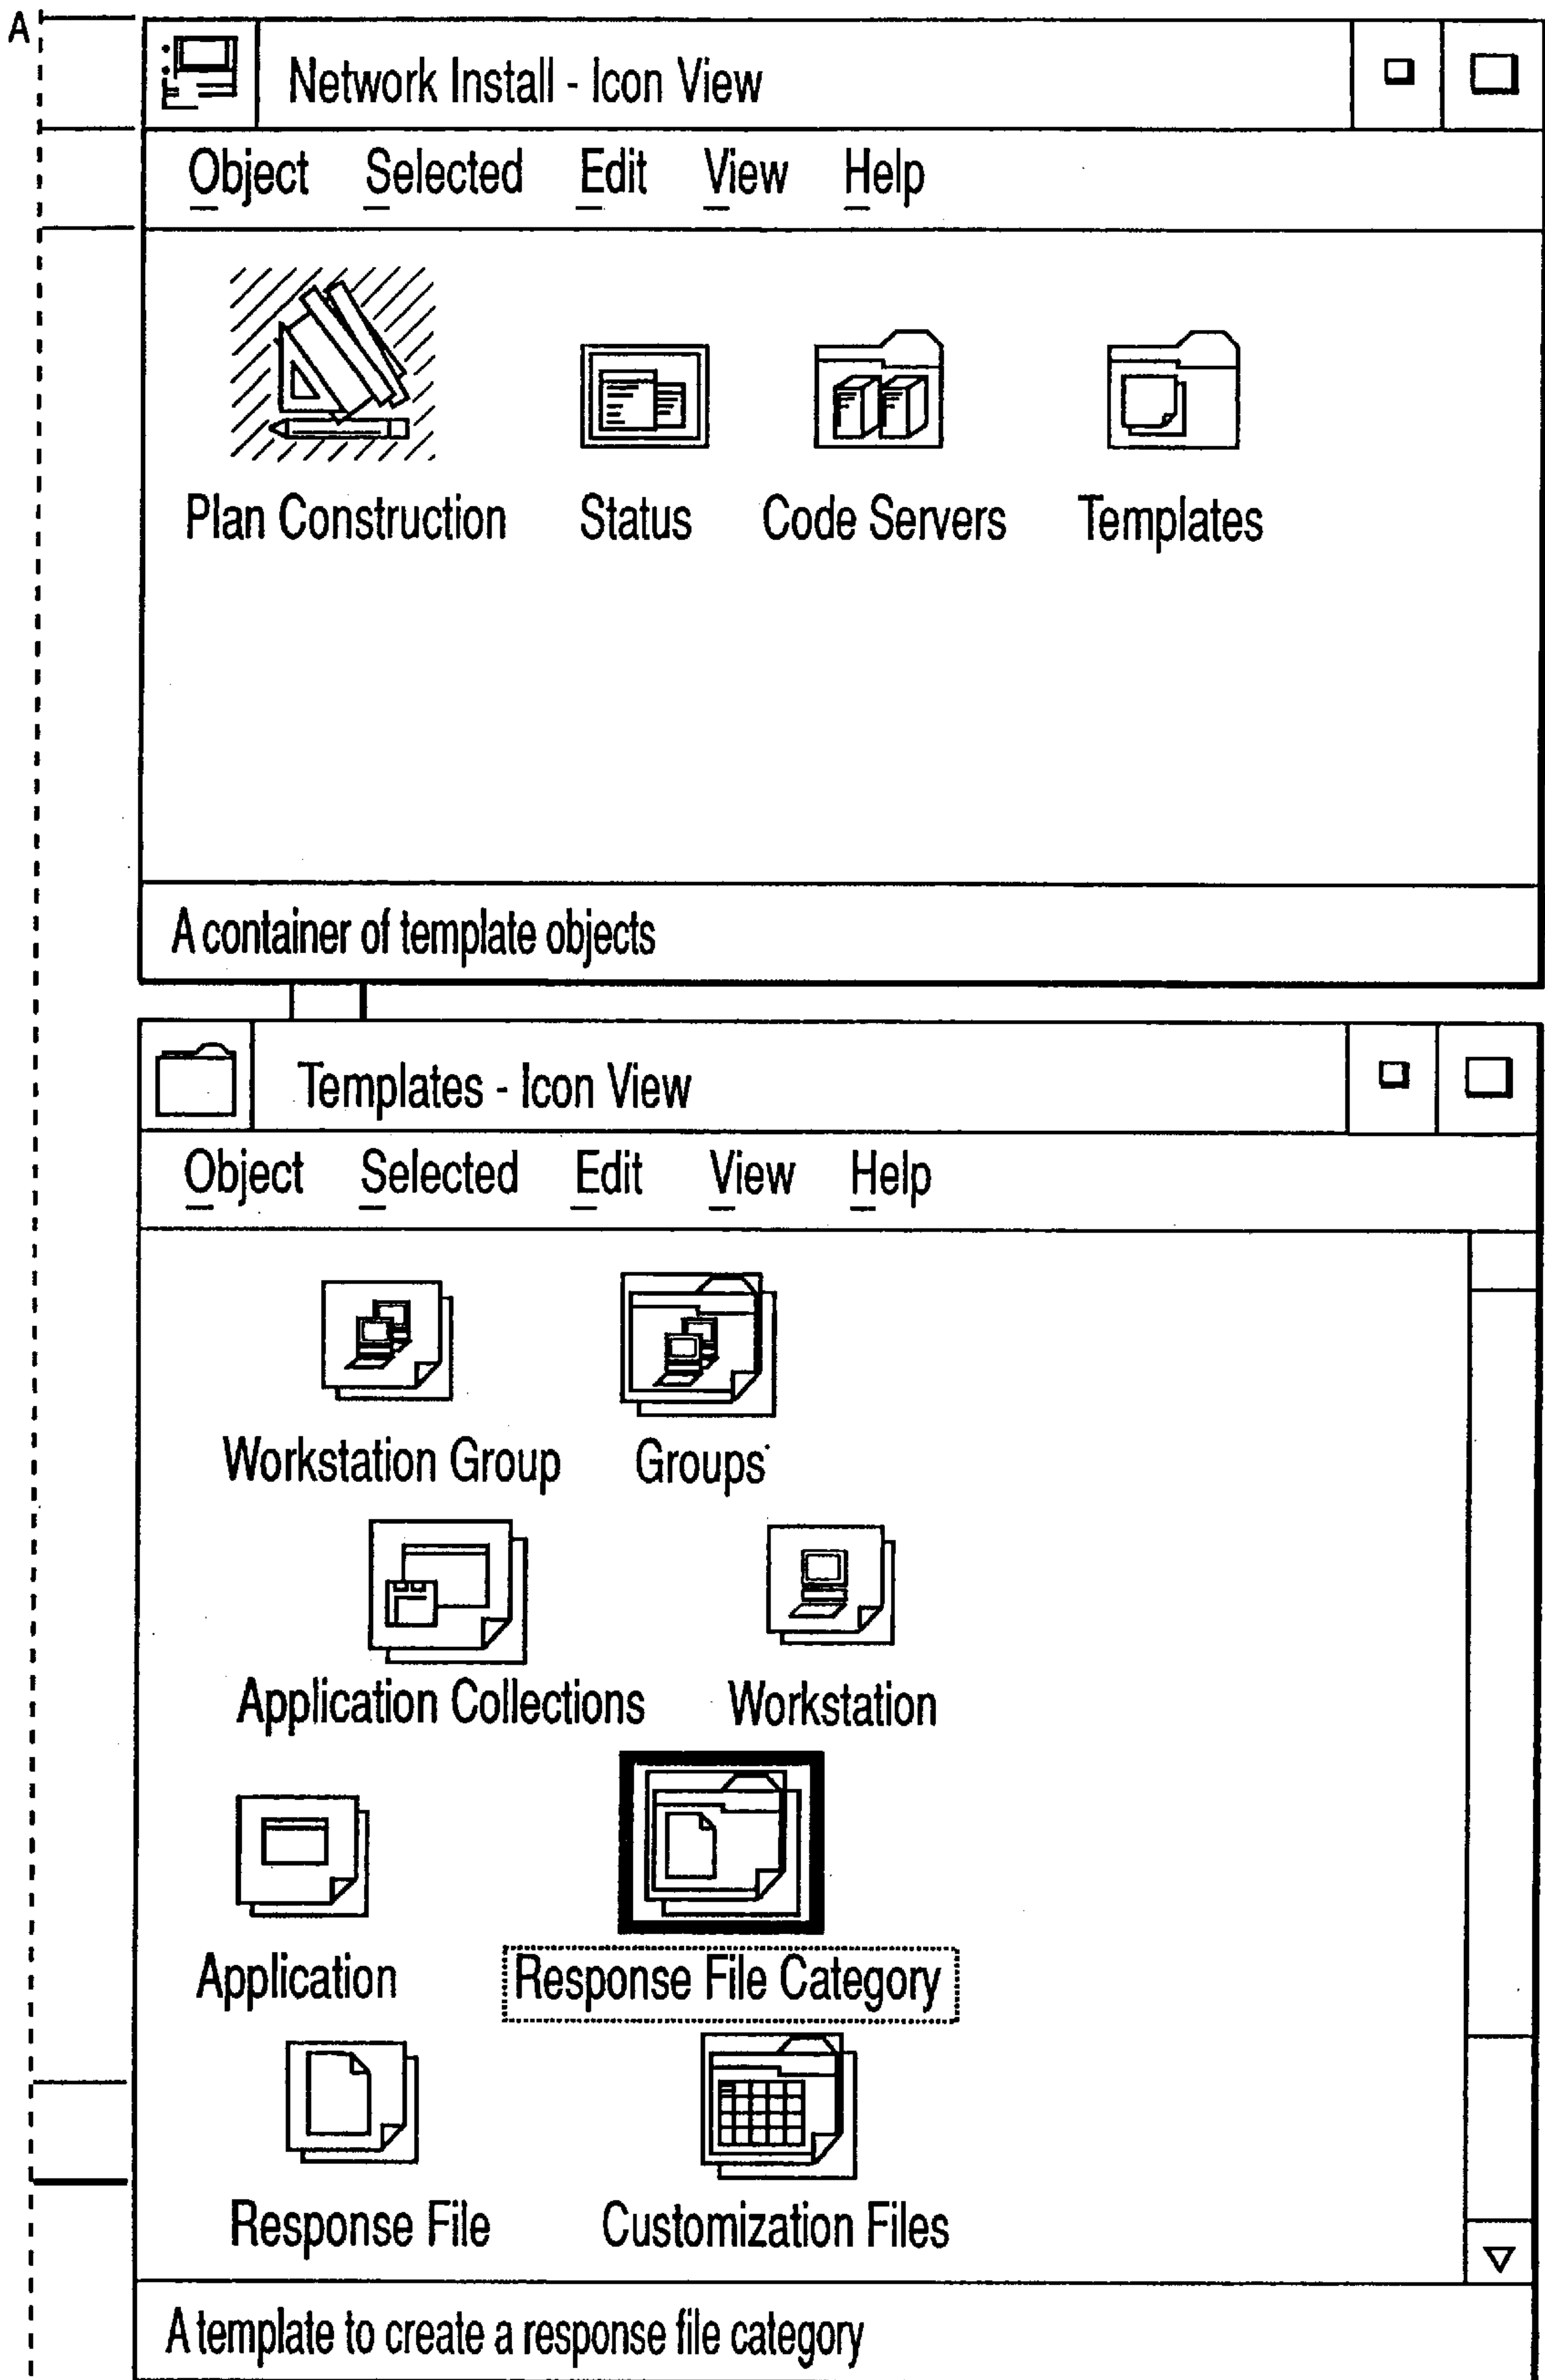 A
Network Install - Icon View
Object Selected Edit View Help
Plan Construction Status Code Servers Templates
A container of template objects
Templates - Icon View
Object Selected Edit View Help
Workstation Group Groups
Application Collections Workstation
Application Response File Category
Response File Customization Files
A template to create a response file category